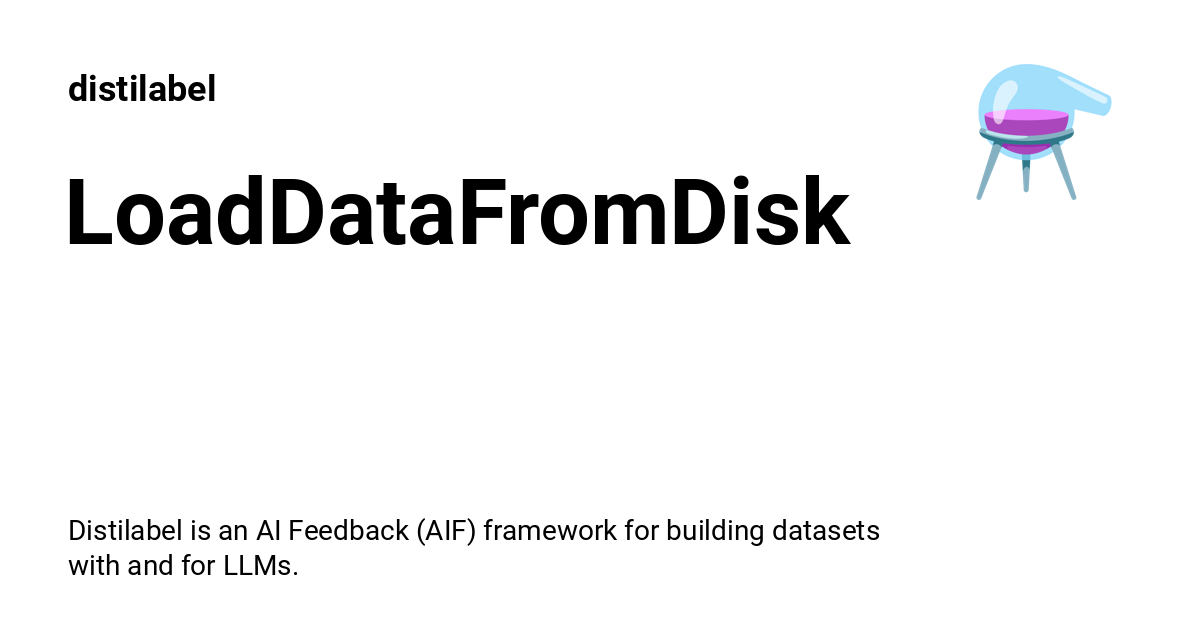 distilabel
LoadDataFromDisk
Distilabel is an AI Feedback (AIF) framework for building datasets
with and for LLMs.